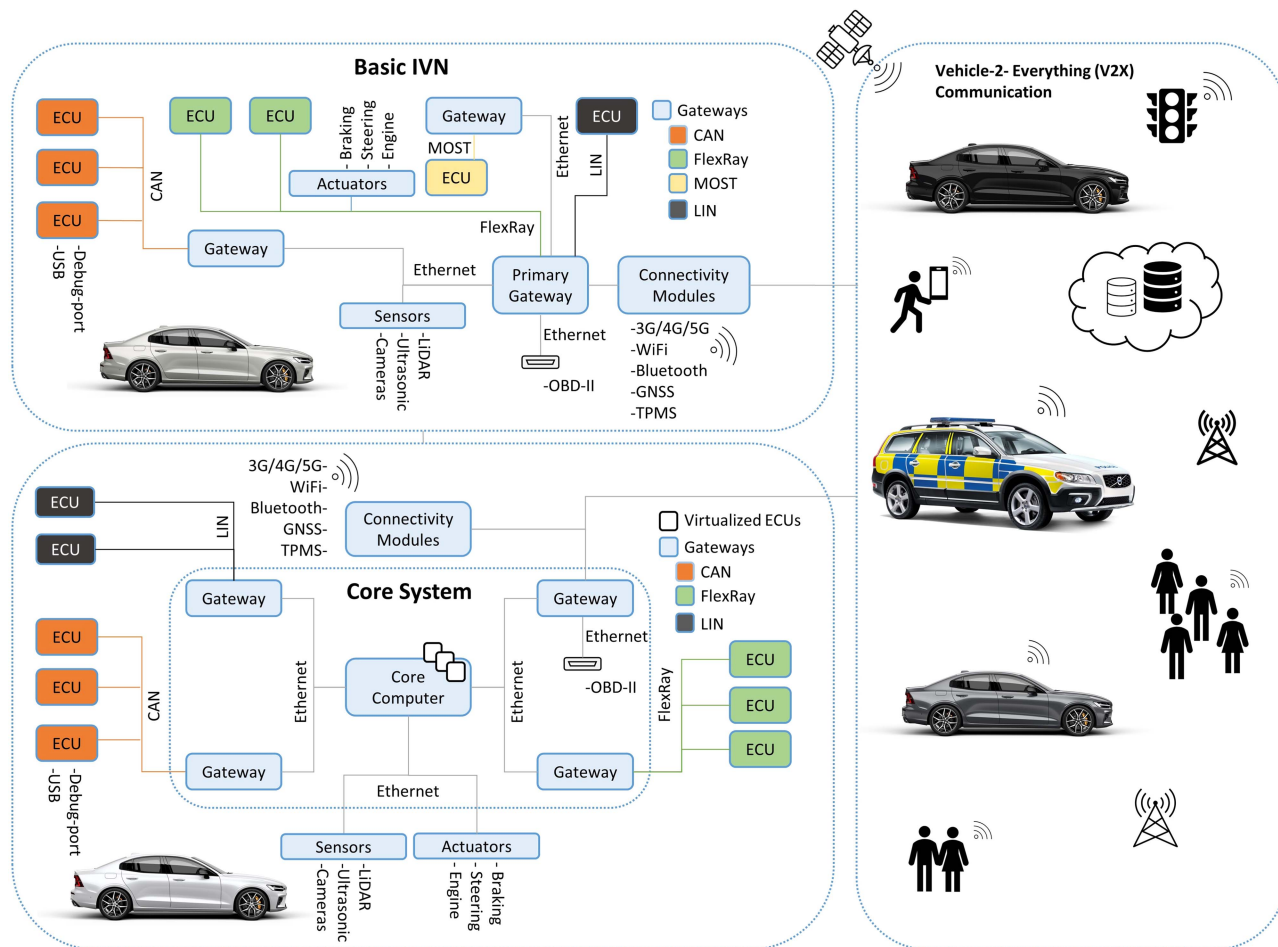 Basic IVN
ECU
ECU
ECU
CAN
-Debug-port
-USB
ECU
ECU
- Braking
- Steering
- Engine
Actuators
Gateway
MOST
ECU
Ethernet
LIN
ECU
Gateways
CAN
FlexRay
MOST
LIN
FlexRay
Gateway
Ethernet
Primary
Gateway
Connectivity
Modules
Sensors
-LiDAR
-Ultrasonic
-Cameras
Ethernet
-OBD-II
-3G/4G/5G
-WiFi
-Bluetooth
-GNSS
-TPMS
Vehicle-2- Everything (V2X)
Communication
POLICE
3G/4G/5G-
WiFi-
Bluetooth-
GNSS-
TPMS-
Connectivity
Modules
ECU
ECU
LIN
Virtualized ECUs
Gateways
CAN
FlexRay
LIN
Core System
Gateway
Gateway
Ethernet
-OBD-II
ECU
ECU
ECU
CAN
-Debug-port
-USB
Ethernet
Core
Computer
Ethernet
FlexRay
ECU
ECU
ECU
Gateway
Gateway
Ethernet
Sensors
-LiDAR
-Ultrasonic
-Cameras
Actuators
- Braking
- Steering
- Engine